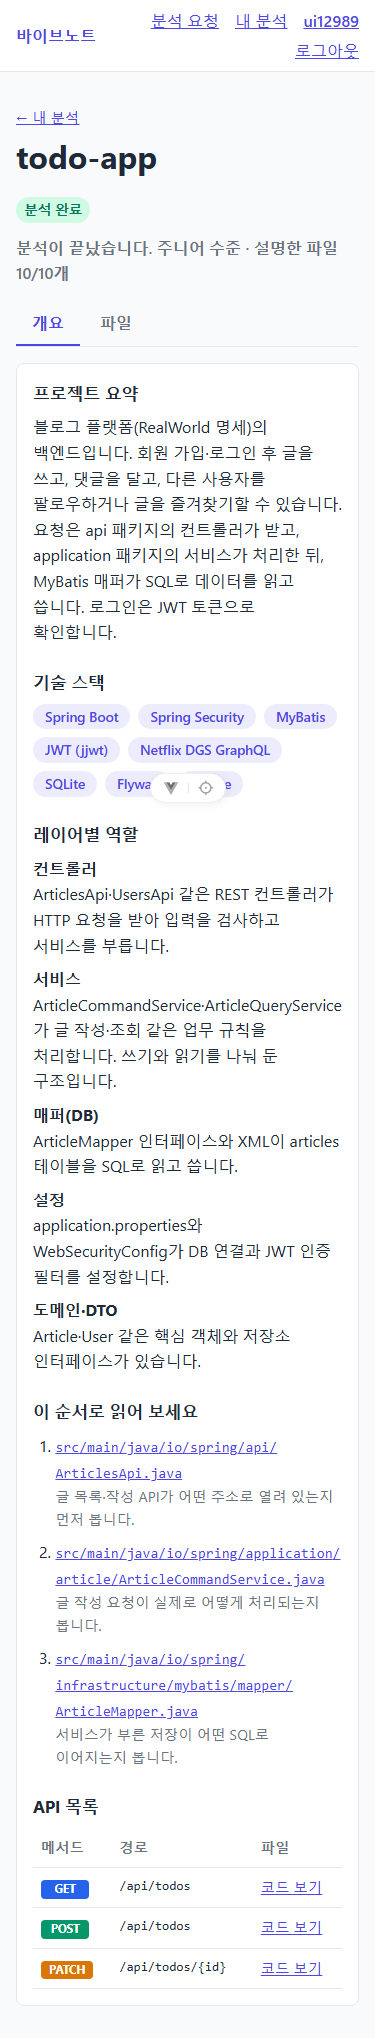 바이브노트
분석 요청 내 분석 ui12989
로그아웃
← 내 분석
todo-app
분석 완료
분석이 끝났습니다. 주니어 수준 · 설명한 파일
10/10개
개요 파일
프로젝트 요약
블로그 플랫폼(RealWorld 명세)의
백엔드입니다. 회원 가입·로그인 후 글을
쓰고, 댓글을 달고, 다른 사용자를
팔로우하거나 글을 즐겨찾기할 수 있습니다.
요청은 api 패키지의 컨트롤러가 받고,
application 패키지의 서비스가 처리한 뒤,
MyBatis 매퍼가 SQL로 데이터를 읽고
씁니다. 로그인은 JWT 토큰으로
확인합니다.
기술 스택
Spring Boot Spring Security MyBatis
JWT (jjwt) Netflix DGS GraphQL
SQLite
레이어별 역할
컨트롤러
ArticlesApi·UsersApi 같은 REST 컨트롤러가
HTTP 요청을 받아 입력을 검사하고
서비스를 부릅니다.
서비스
ArticleCommandService·ArticleQueryService
가 글 작성·조회 같은 업무 규칙을
처리합니다. 쓰기와 읽기를 나눠 둔
구조입니다.
매퍼(DB)
ArticleMapper 인터페이스와 XML이 articles
테이블을 SQL로 읽고 씁니다.
설정
application.properties와
WebSecurityConfig가 DB 연결과 JWT 인증
필터를 설정합니다.
도메인·DTO
Article·User 같은 핵심 객체와 저장소
인터페이스가 있습니다.
이 순서로 읽어 보세요
1. src/main/java/io/spring/api/
ArticlesApi.java
글 목록·작성 API가 어떤 주소로 열려 있는지
먼저 봅니다.
2. src/main/java/io/spring/application/
article/ArticleCommandService.java
글 작성 요청이 실제로 어떻게 처리되는지
봅니다.
3. src/main/java/io/spring/
infrastructure/mybatis/mapper/
ArticleMapper.java
서비스가 부른 저장이 어떤 SQL로
이어지는지 봅니다.
API 목록
메서드 경로 파일
GET /api/todos 코드 보기
POST /api/todos 코드 보기
PATCH /api/todos/{id} 코드 보기